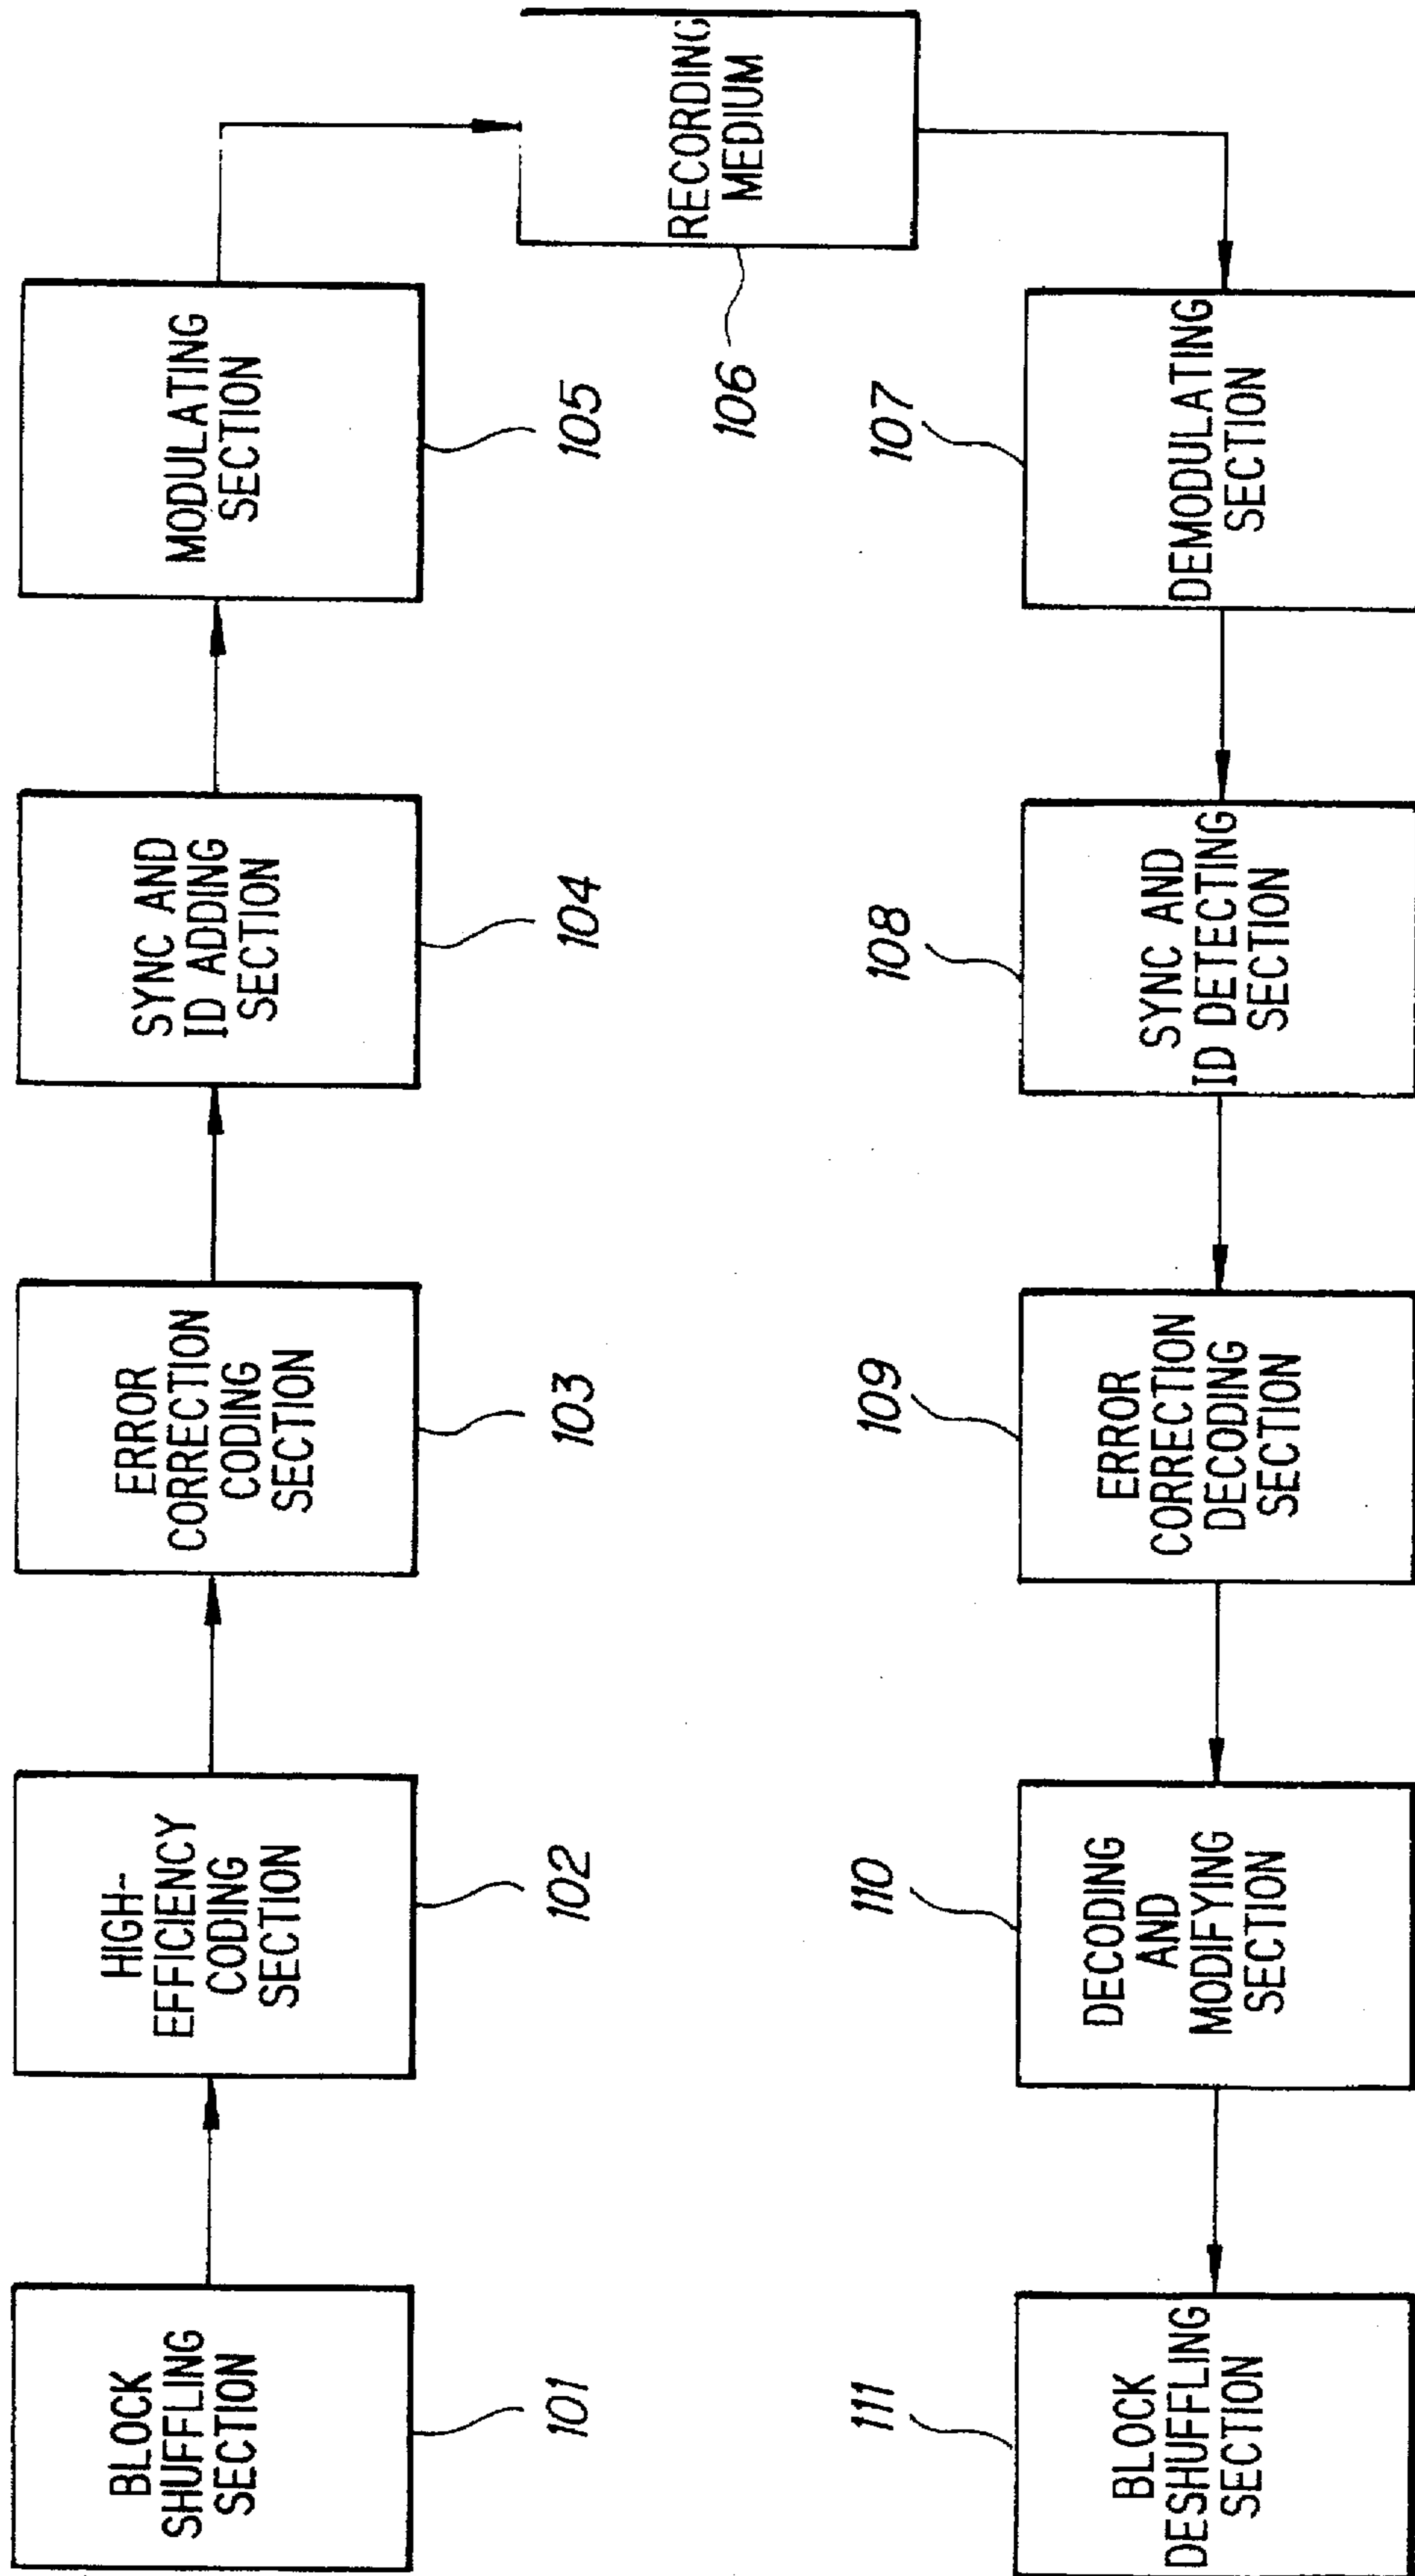 BLOCK
SHUFFLING
SECTION
101
HIGH-
EFFICIENCY
CODING
SECTION
102
ERROR
CORRECTION
CODING
SECTION
103
SYNC AND
ID ADDING
SECTION
104
MODULATING
SECTION
105
RECORDING
MEDIUM
106
DEMODULATING
SECTION
107
SYNC AND
ID DETECTING
SECTION
108
ERROR
CORRECTION
DECODING
SECTION
109
DECODING
AND
MODIFYING
SECTION
110
BLOCK
DESHUFFLING
SECTION
111